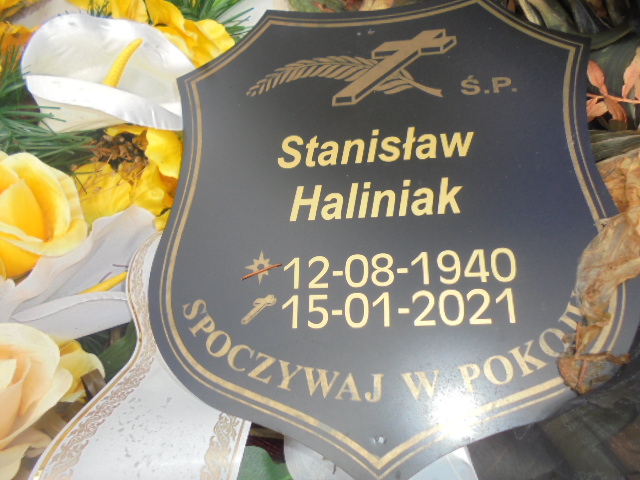 Ś.P.
Stanisław
Haliniak
12-08-1940
15-01-2021
SPOCZYWAJ W POKOJU